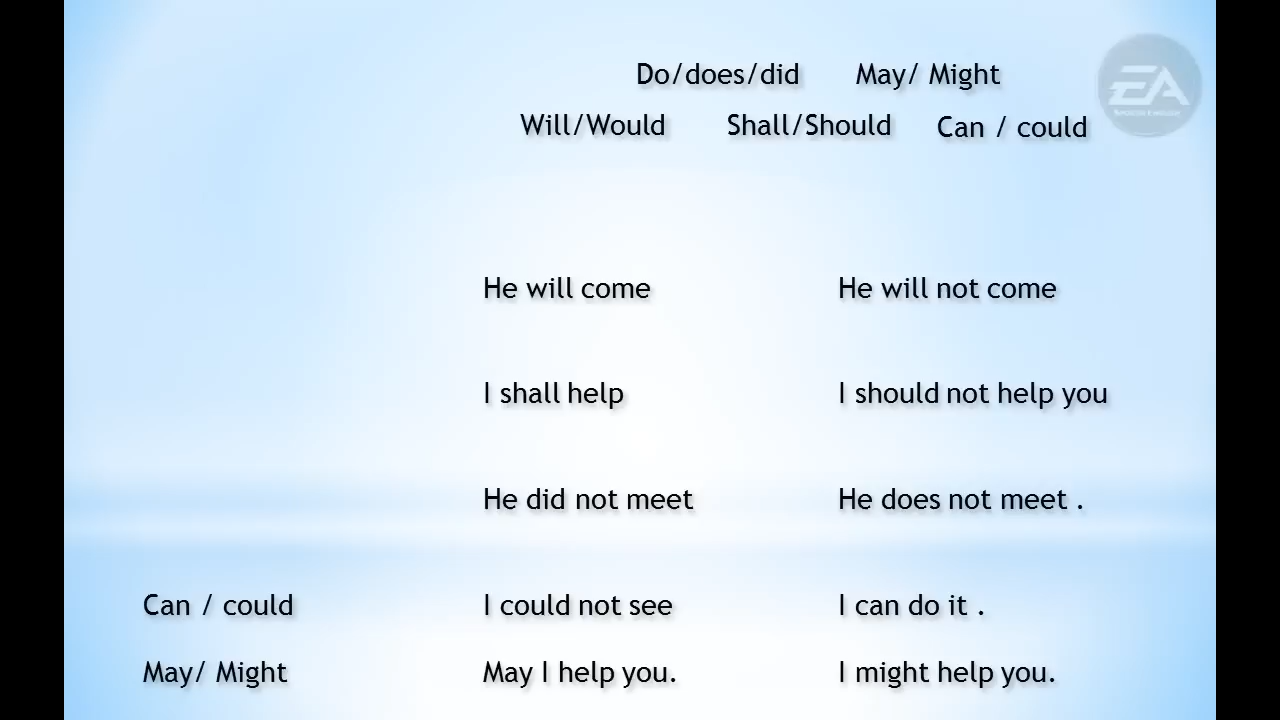 Do/does/did May/ Might
Will/Would Shall/Should Can / could
EA
He will come He will not come
I shall help I should not help you
He did not meet He does not meet .
Can / could I could not see I can do it .
May/ Might May I help you. I might help you.